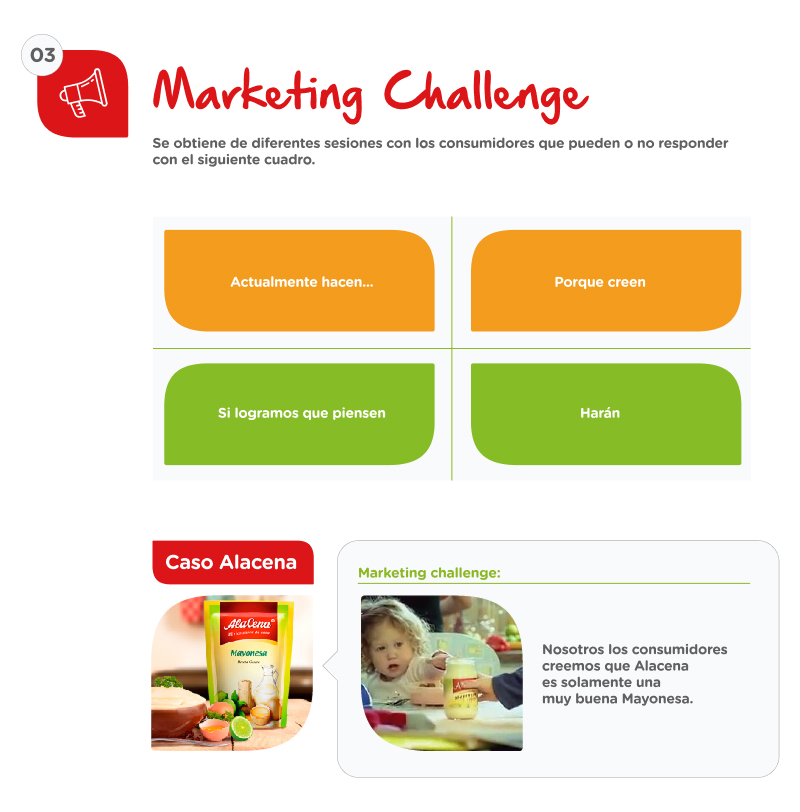 03
Marketing Challenge
Se obtiene de diferentes sesiones con los consumidores que pueden o no responder
con el siguiente cuadro.
Actualmente hacen...
Porque creen
Si logramos que piensen
Harán
Caso Alacena
Marketing challenge:
AlaCena
Mayonesa
Nosotros los consumidores
creemos que Alacena
es solamente una
muy buena Mayonesa.